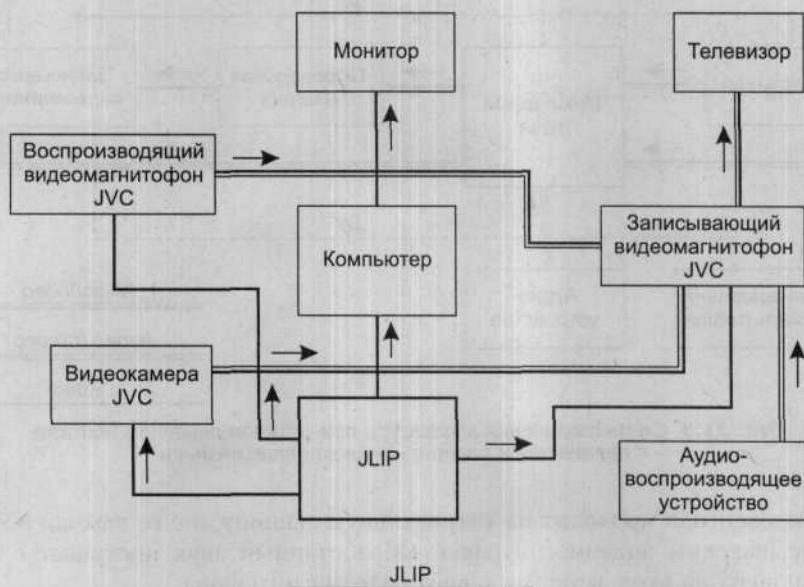 Монитор
Телевизор
Воспроизводящий
видеомагнитофон
JVC
Компьютер
Записывающий
видеомагнитофон
JVC
Видеокамера
JVC
JLIP
Аудио-
воспроизводящее
устройство
JLIP